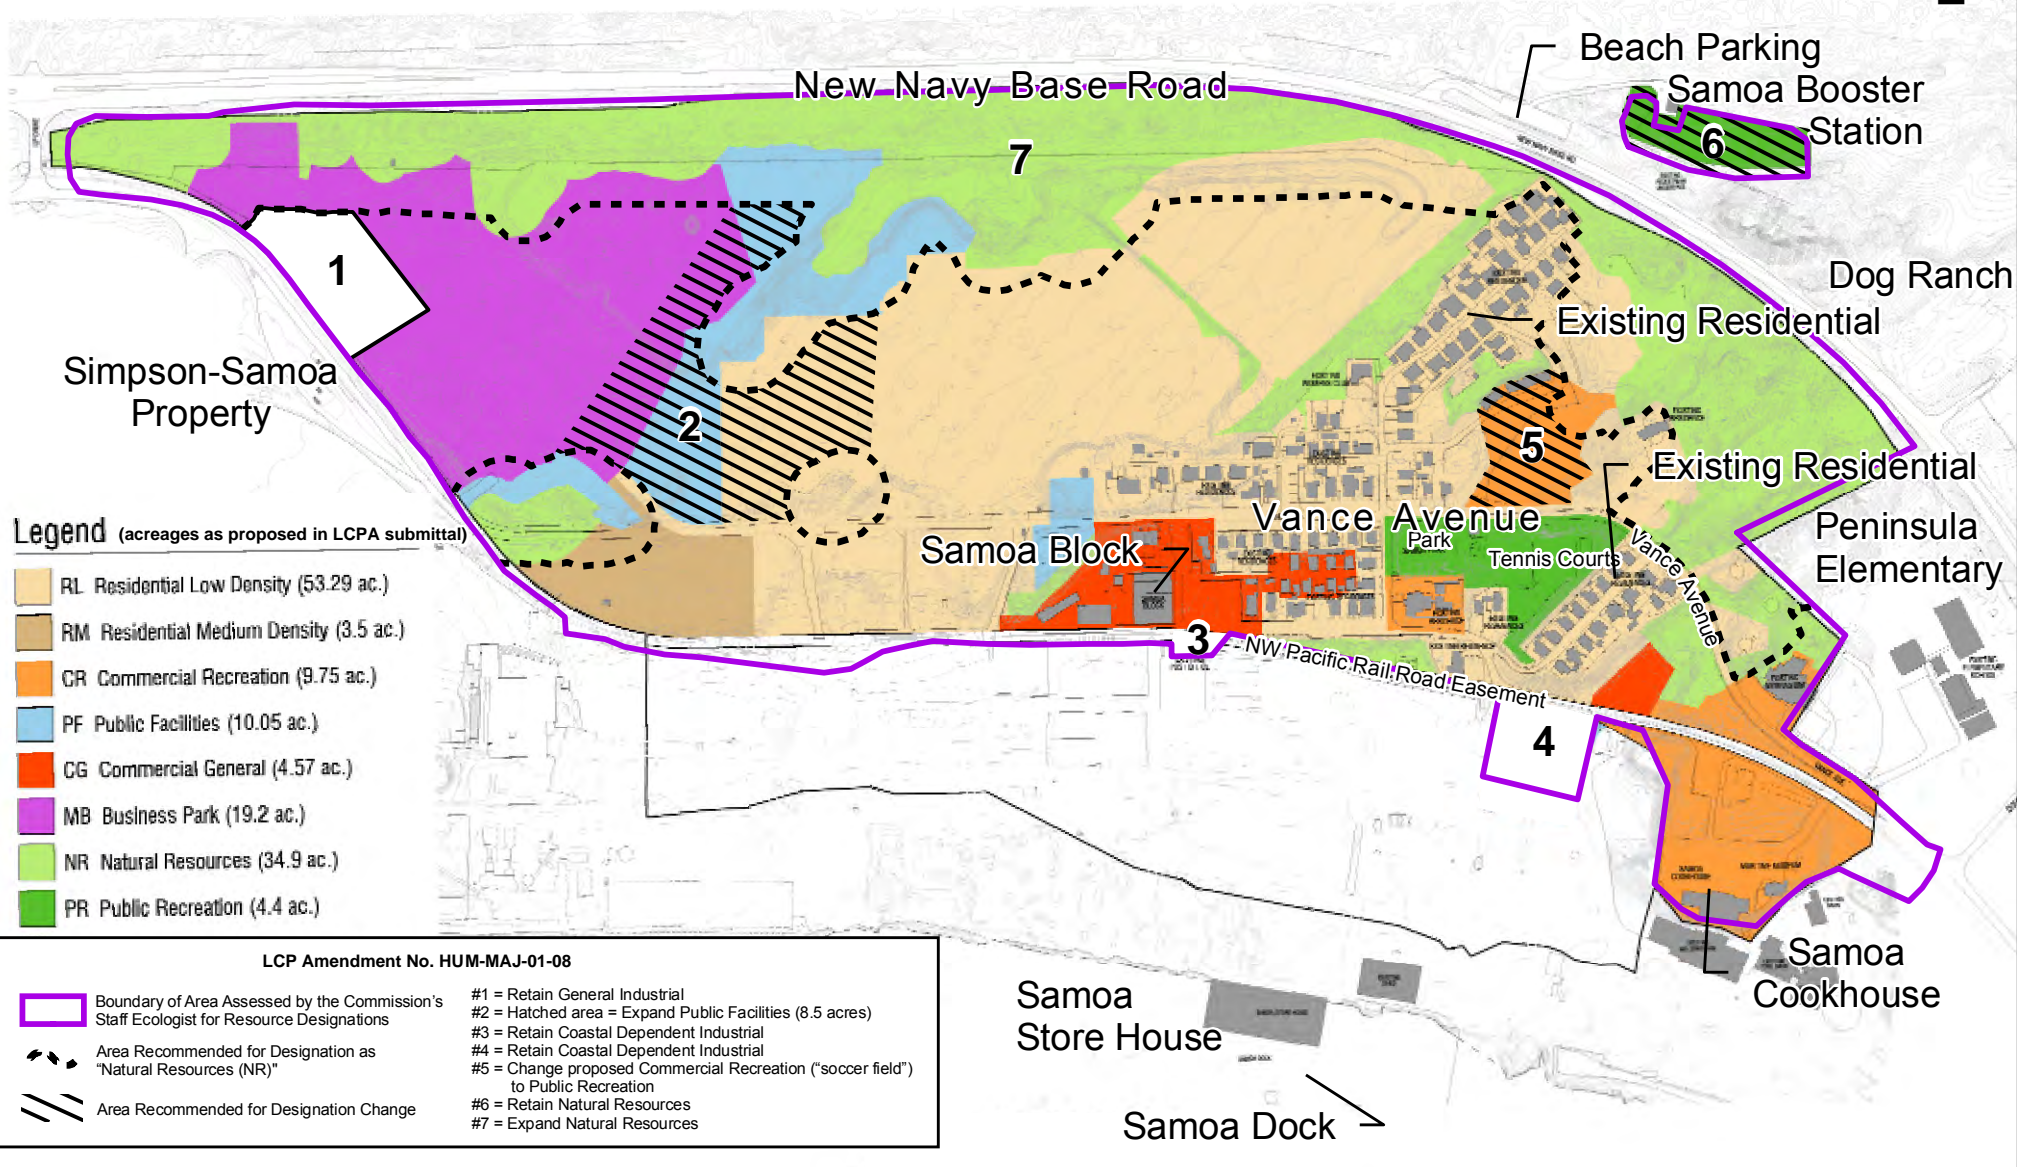 Beach Parking
New Navy Base Road
Samoa Booster
Station
6
7
Dog Ranch
1
Existing Residential
Simpson-Samoa
Property
2
5
Existing Residential
Vance Avenue
Park
Tennis Courts
Peninsula
Elementary
Samoa Block
Vance Avenue
3
NW Pacific Rail Road Easement
4
Legend (acreages as proposed in LCPA submittal)
RL Residential Low Density (53.29 ac.)
RM Residential Medium Density (3.5 ac.)
CR Commercial Recreation (9.75 ac.)
PF Public Facilities (10.05 ac.)
CG Commercial General (4.57 ac.)
MB Business Park (19.2 ac.)
NR Natural Resources (34.9 ac.)
PR Public Recreation (4.4 ac.)
SAMOA
COOKHOUSE
MARITIME MUSEUM
Samoa
Cookhouse
Samoa
Store House
Samoa Dock
LCP Amendment No. HUM-MAJ-01-08
Boundary of Area Assessed by the Commission's
Staff Ecologist for Resource Designations
Area Recommended for Designation as
"Natural Resources (NR)"
Area Recommended for Designation Change
#1 = Retain General Industrial
#2 = Hatched area = Expand Public Facilities (8.5 acres)
#3 = Retain Coastal Dependent Industrial
#4 = Retain Coastal Dependent Industrial
#5 = Change proposed Commercial Recreation ("soccer field")
to Public Recreation
#6 = Retain Natural Resources
#7 = Expand Natural Resources